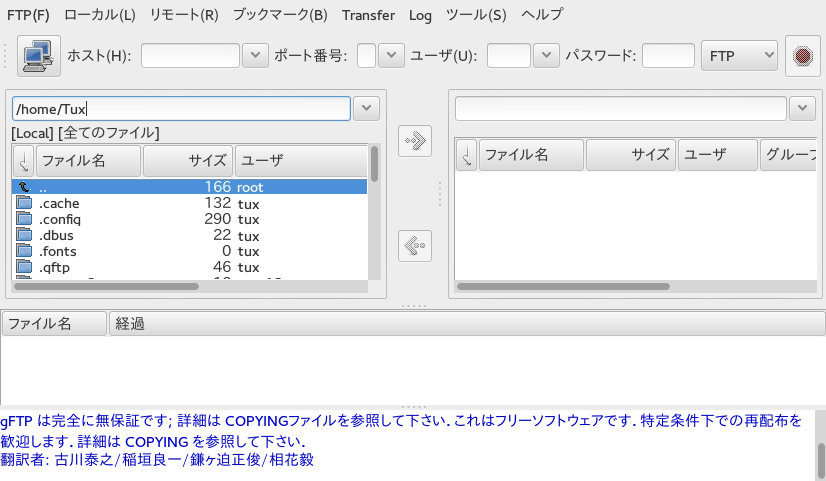 FTP(F) ローカル(L) リモート(R) ブックマーク(B) Transfer Log ツール(S) ヘルプ
ホスト(H): ポート番号: ユーザ(U): パスワード: FTP
/home/Tux
[Local] [全てのファイル]
ファイル名 サイズ ユーザ
ファイル名 サイズ ユーザ グループ
.. 166 root
.cache 132 tux
.config 290 tux
.dbus 22 tux
.fonts 0 tux
.gftp 46 tux
ファイル名 経過
gFTP は完全に無保証です; 詳細は COPYINGファイルを参照して下さい. これはフリーソフトウェアです. 特定条件下での再配布を
歓迎します. 詳細は COPYING を参照して下さい.
翻訳者: 古川泰之/稲垣良一/鎌ヶ迫正俊/相花毅